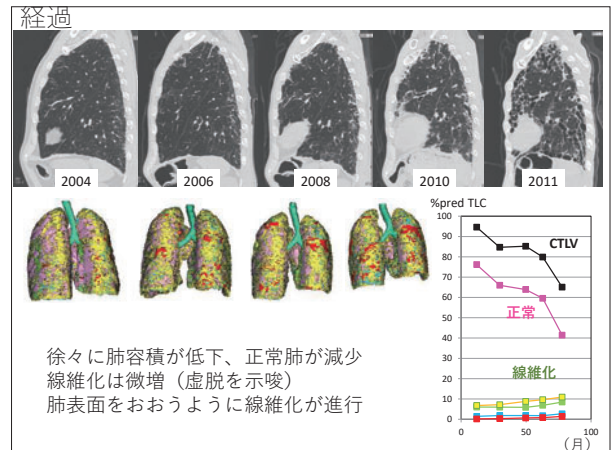 経過
2004 2006 2008 2010 2011
%pred TLC
100
90
80
70
60
50
40
30
20
10
0
CTLV
正常
線維化
0 50 100
（月）
徐々に肺容積が低下、正常肺が減少
線維化は微増（虚脱を示唆）
肺表面をおおうように線維化が進行